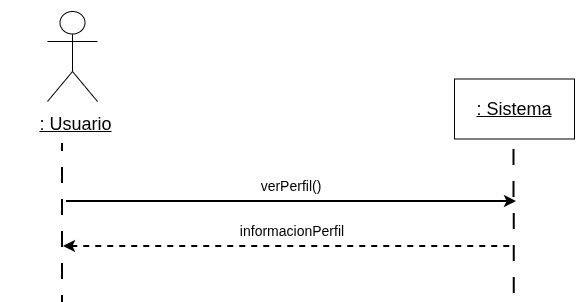 : Usuario
: Sistema
verPerfil()
informacionPerfil